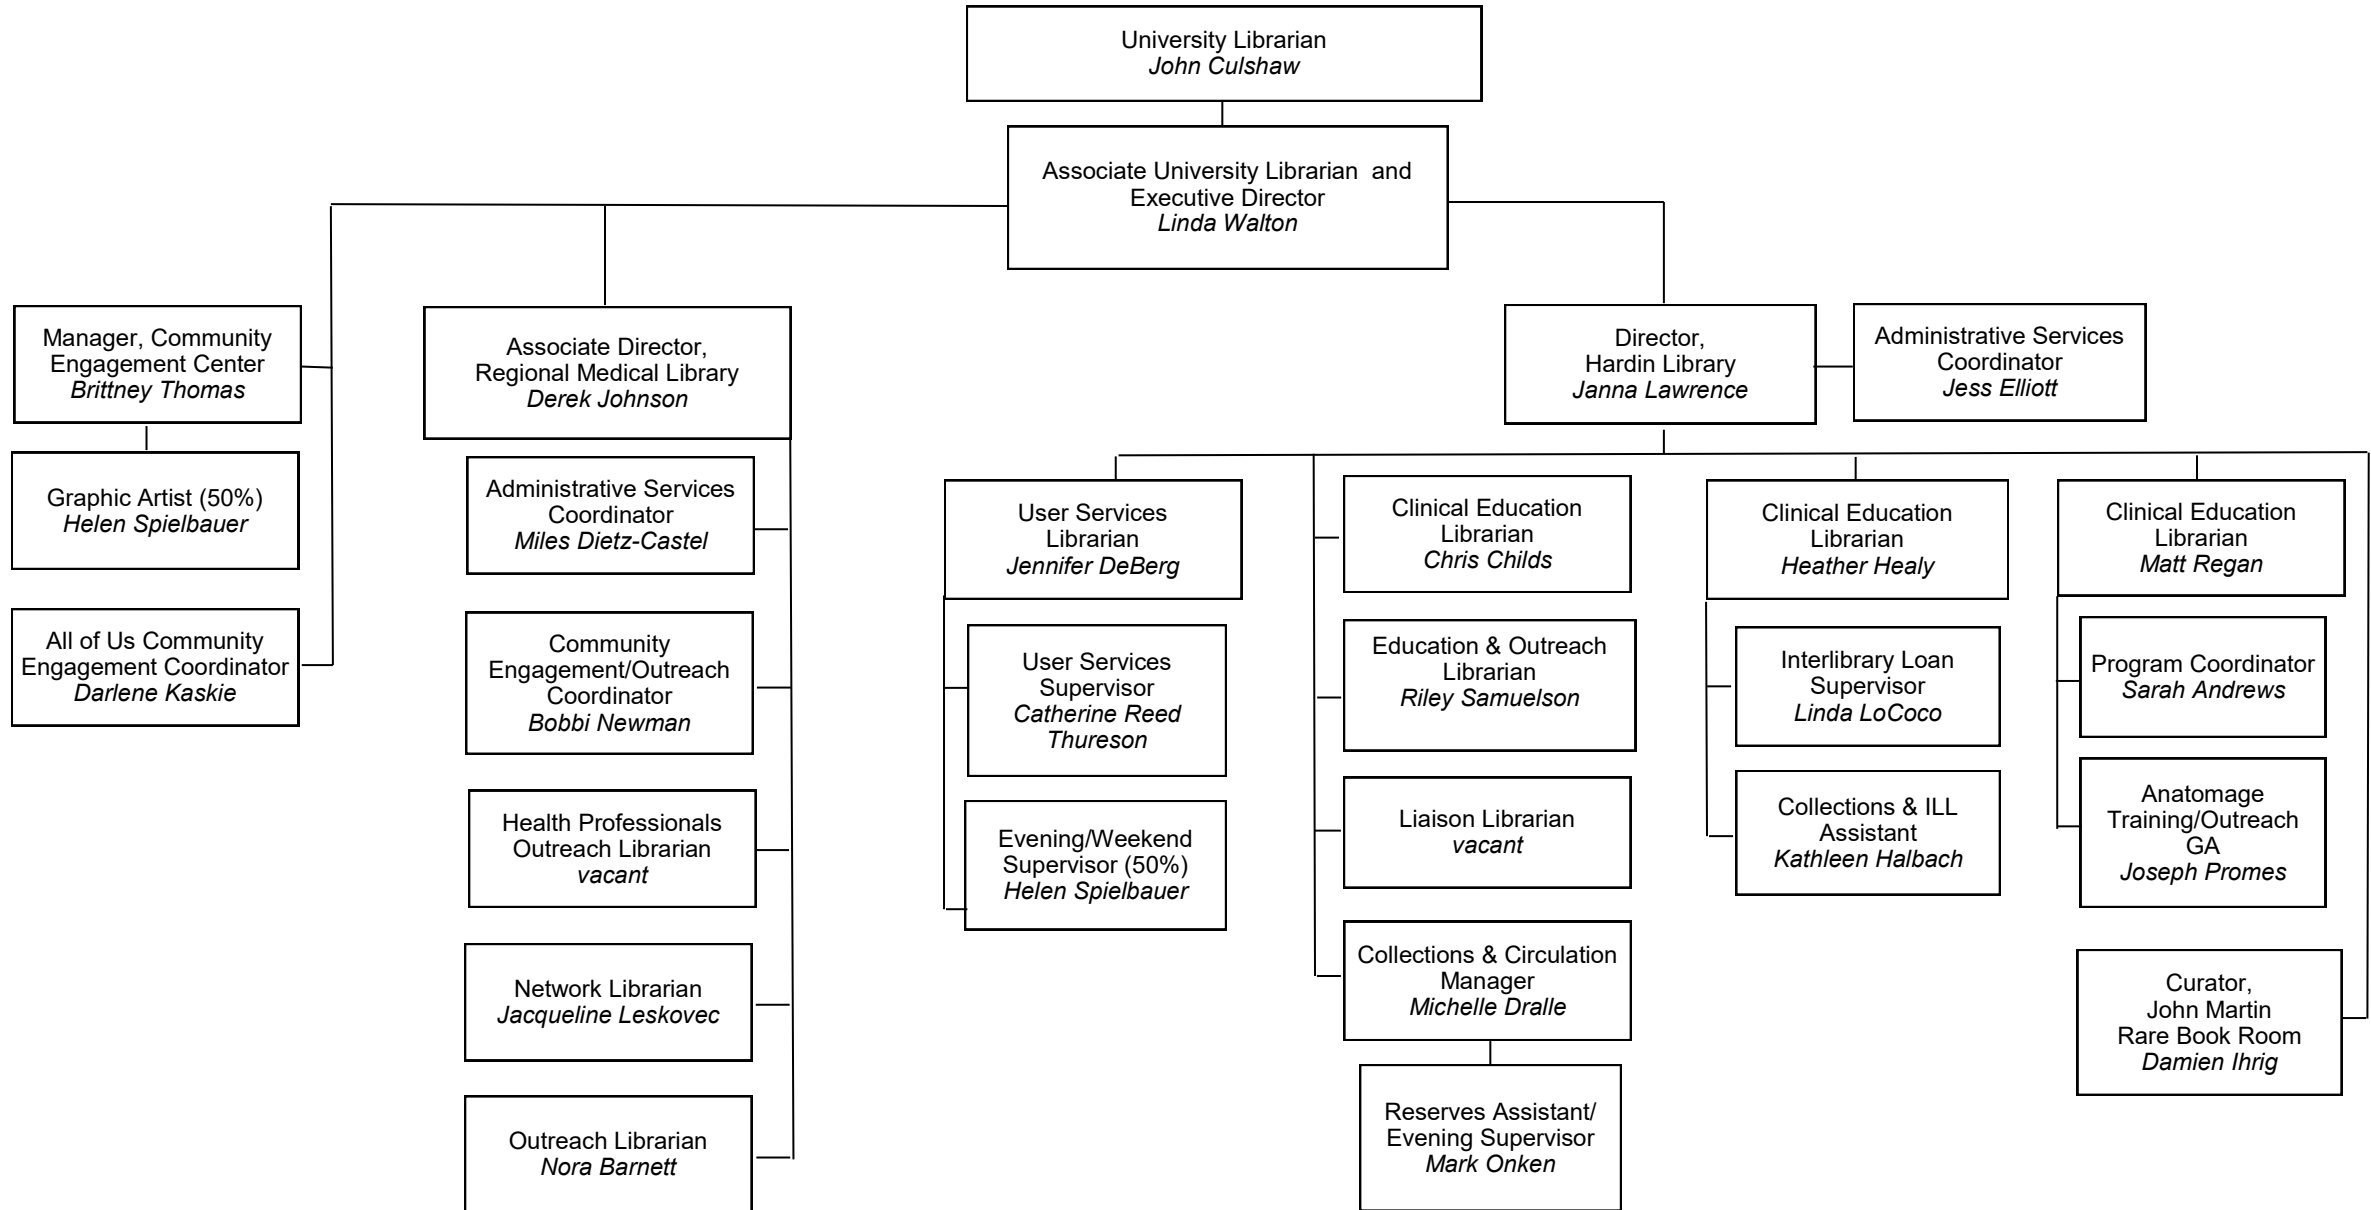 University Librarian
John Culshaw
Associate University Librarian and
Executive Director
Linda Walton
Manager, Community
Engagement Center
Brittney Thomas
Graphic Artist (50%)
Helen Spielbauer
All of Us Community
Engagement Coordinator
Darlene Kaskie
Associate Director,
Regional Medical Library
Derek Johnson
Administrative Services
Coordinator
Miles Dietz-Castel
Community
Engagement/Outreach
Coordinator
Bobbi Newman
Health Professionals
Outreach Librarian
vacant
Network Librarian
Jacqueline Leskovec
Outreach Librarian
Nora Barnett
Director,
Hardin Library
Janna Lawrence
Administrative Services
Coordinator
Jess Elliott
User Services
Librarian
Jennifer DeBerg
User Services
Supervisor
Catherine Reed
Thureson
Evening/Weekend
Supervisor (50%)
Helen Spielbauer
Clinical Education
Librarian
Chris Childs
Education & Outreach
Librarian
Riley Samuelson
Liaison Librarian
vacant
Collections & Circulation
Manager
Michelle Dralle
Reserves Assistant/
Evening Supervisor
Mark Onken
Clinical Education
Librarian
Heather Healy
Interlibrary Loan
Supervisor
Linda LoCoco
Collections & ILL
Assistant
Kathleen Halbach
Clinical Education
Librarian
Matt Regan
Program Coordinator
Sarah Andrews
Anatomage
Training/Outreach
GA
Joseph Promes
Curator,
John Martin
Rare Book Room
Damien Ihrig